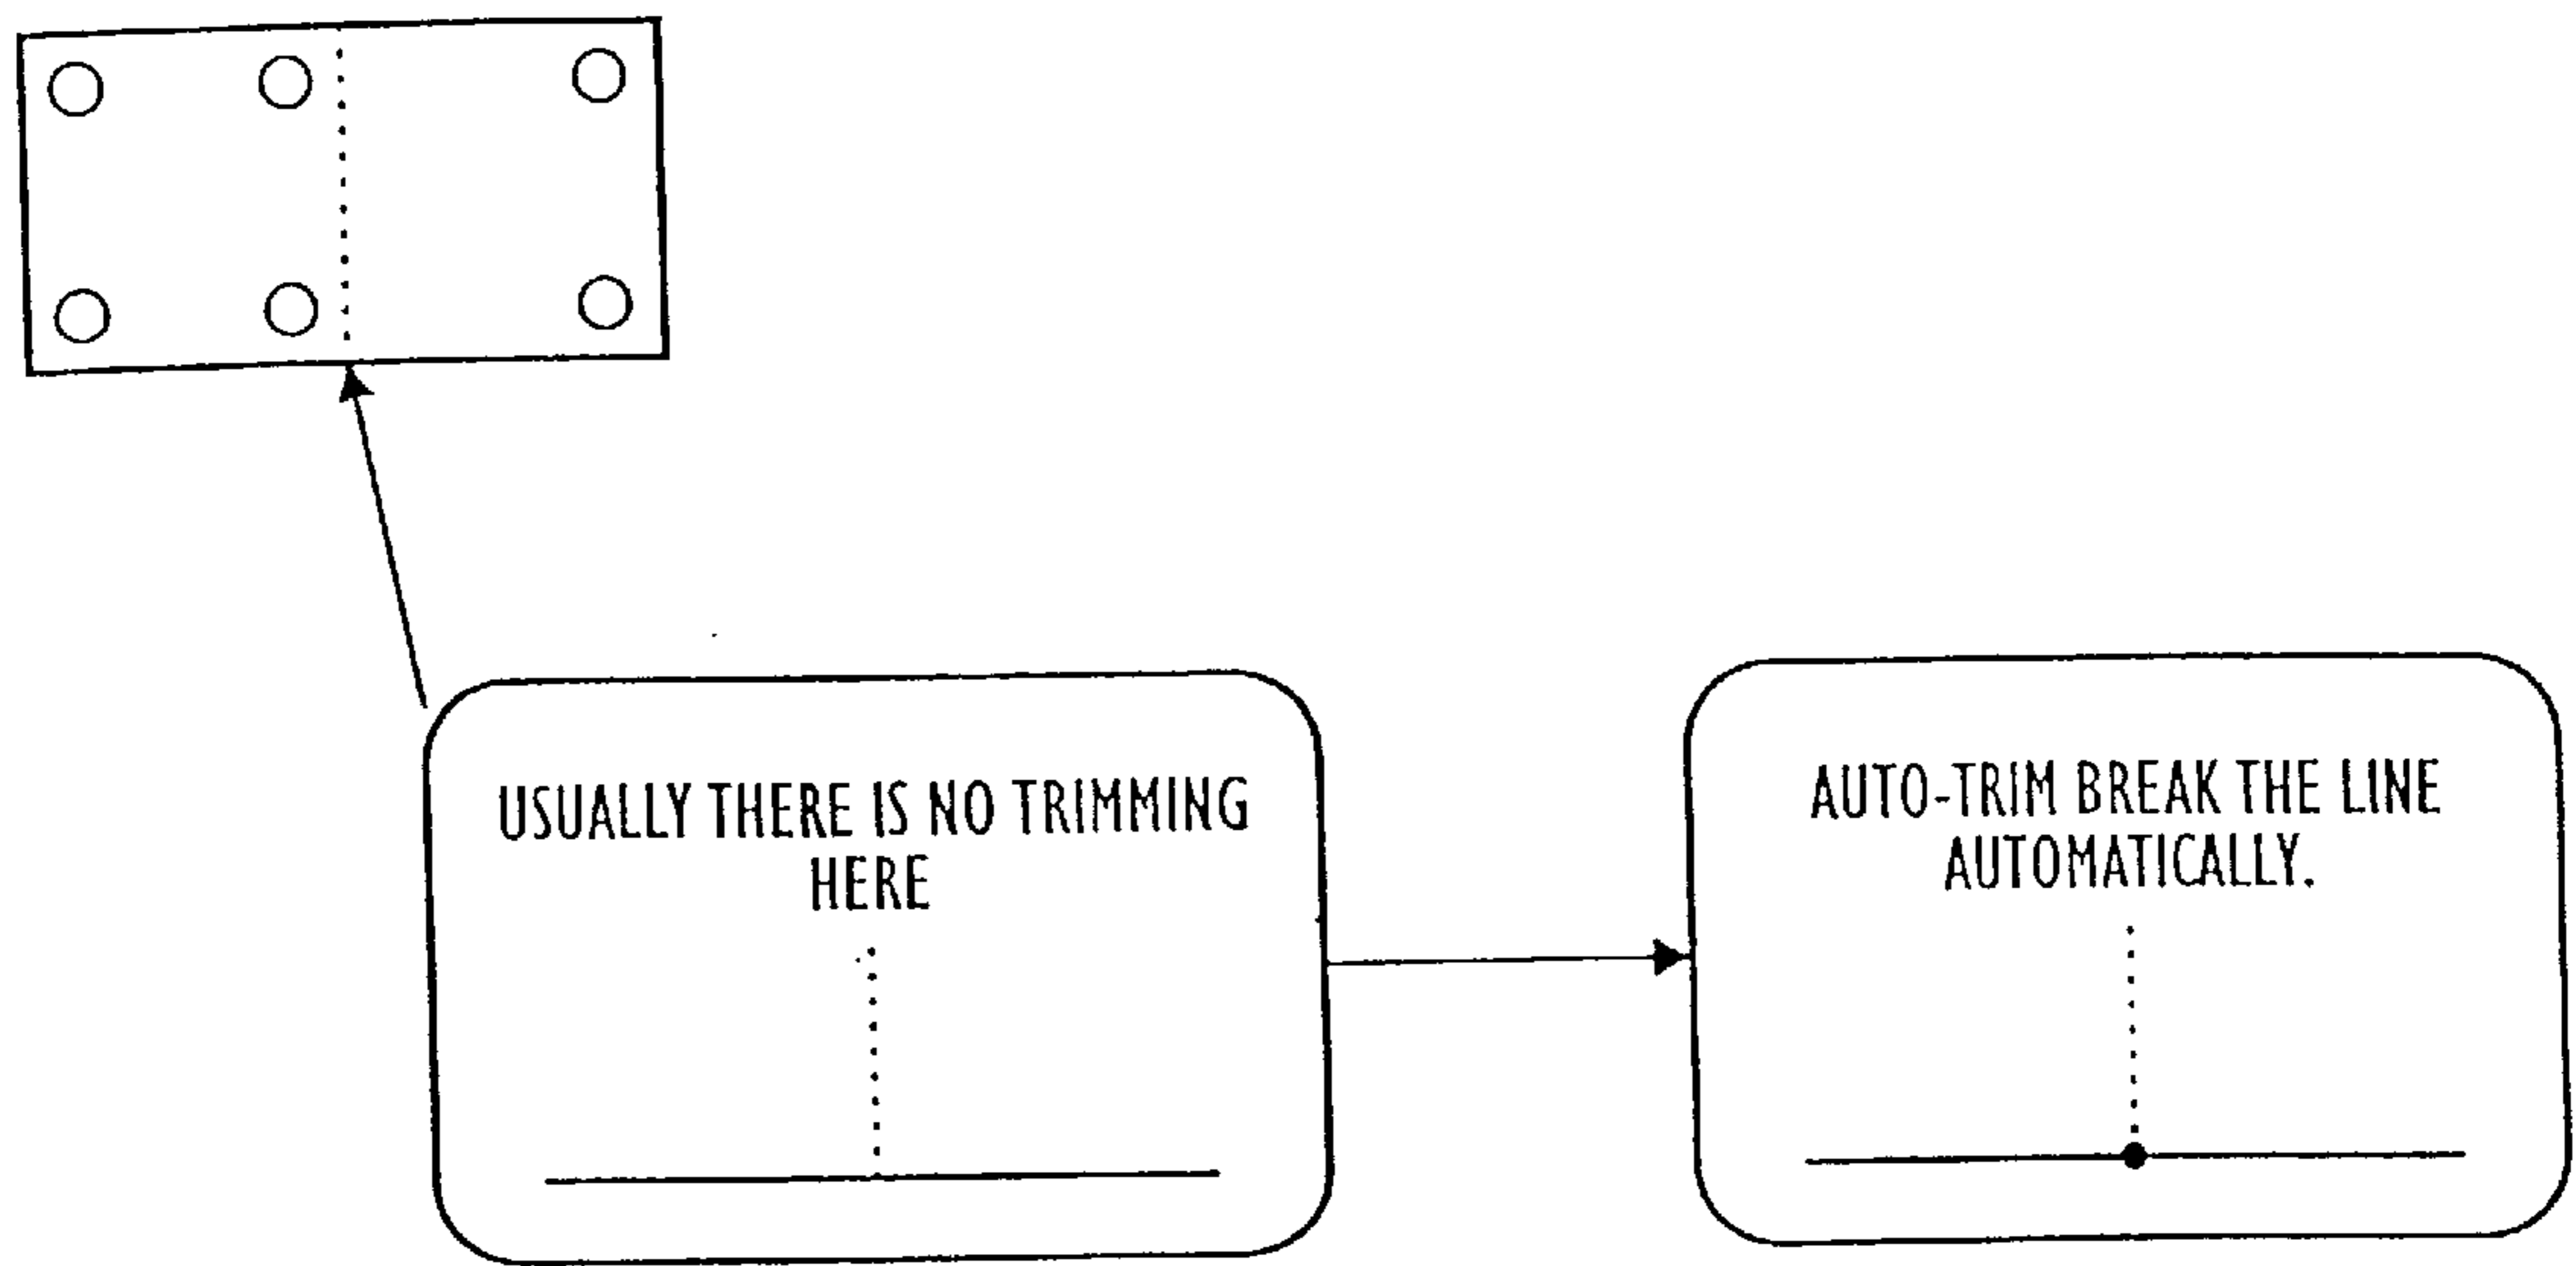 USUALLY THERE IS NO TRIMMING
HERE
AUTO-TRIM BREAK THE LINE
AUTOMATICALLY.